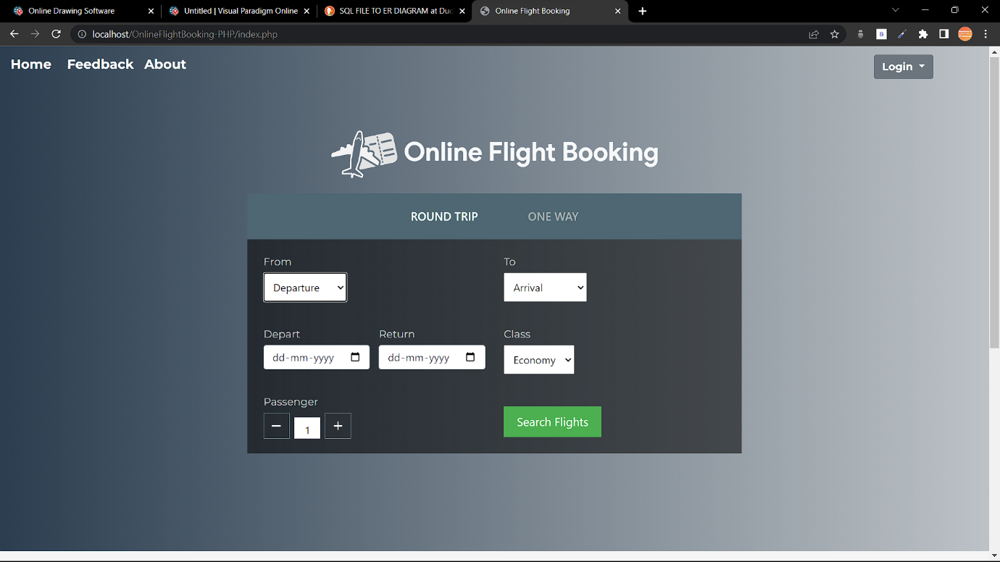 Online Drawing Software
Untitled | Visual Paradigm Online
SQL FILE TO ER DIAGRAM at Duc
Online Flight Booking
localhost/OnlineFlightBooking-PHP/index.php
B
Home Feedback About
Login
Online Flight Booking
ROUND TRIP ONE WAY
From To
Departure Arrival
Depart Return Class
dd-mm-yyyy dd-mm-yyyy Economy
Passenger
− 1 +
Search Flights